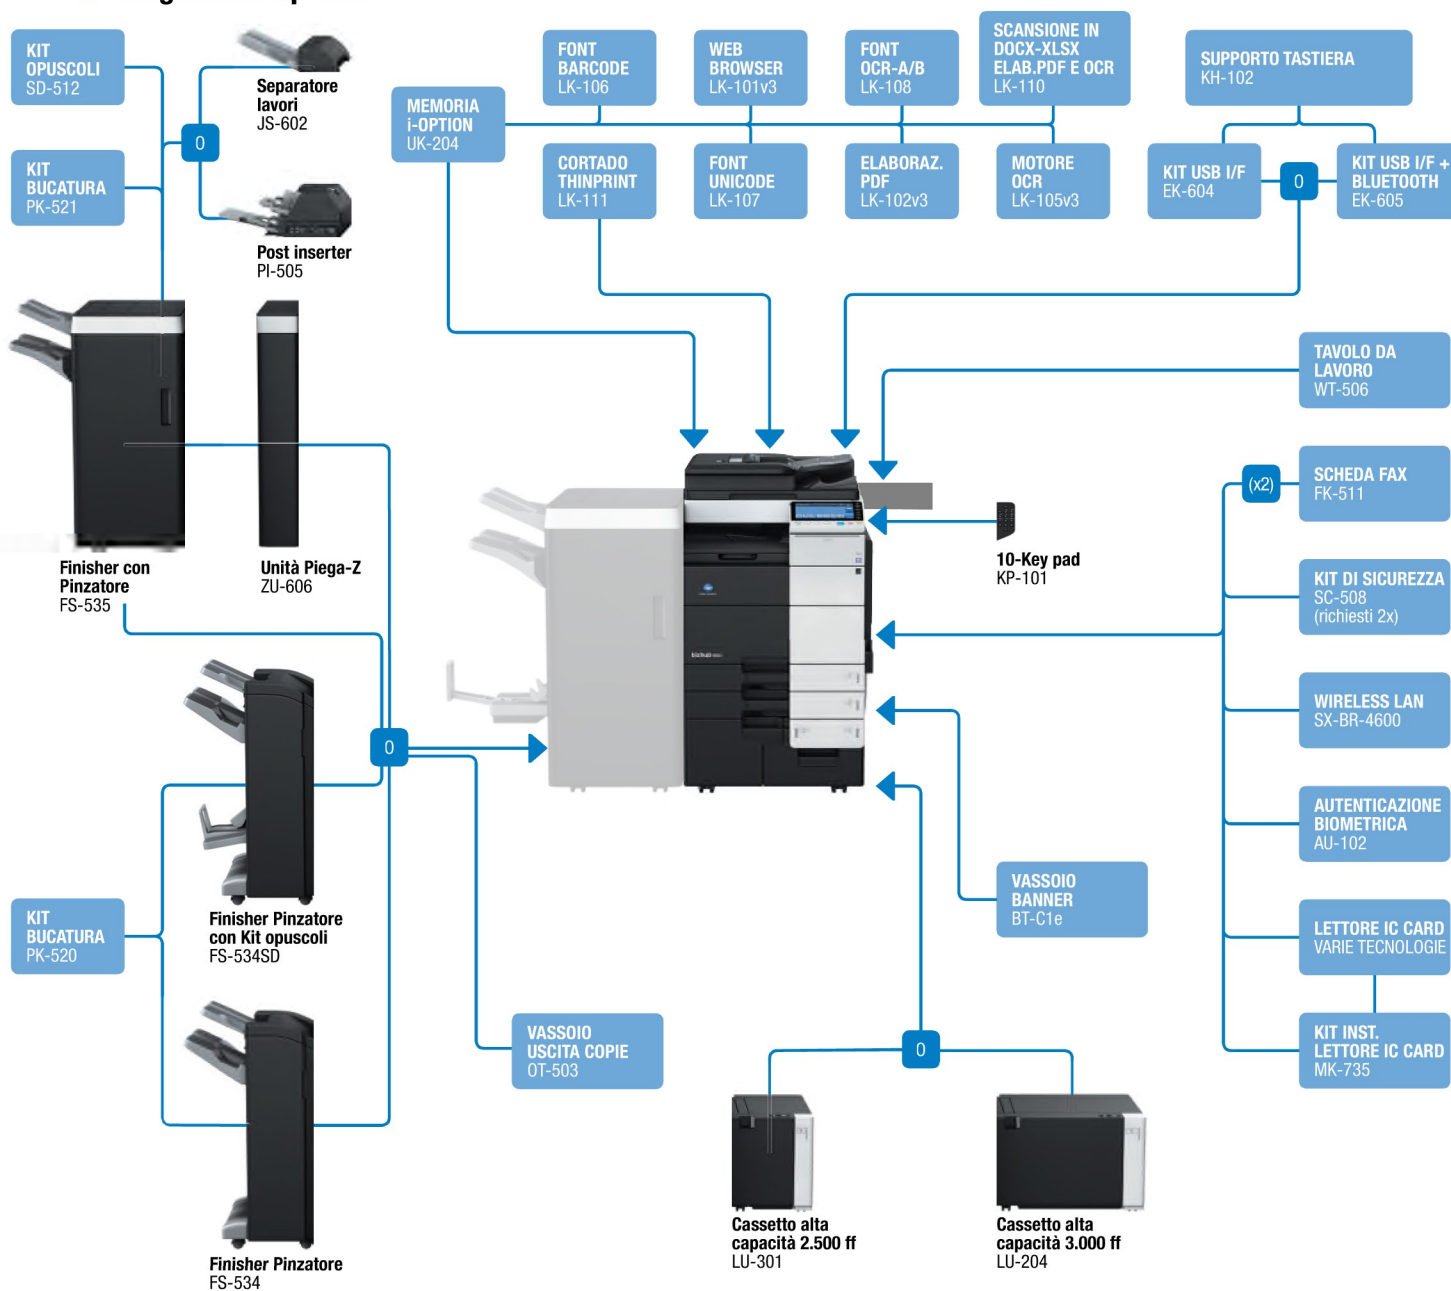 KIT
OPUSCOLI
SD-512
Separatore
lavori
JS-602
0
KIT
BUCATURA
PK-521
Post inserter
PI-505
MEMORIA
i-OPTION
UK-204
FONT
BARCODE
LK-106
WEB
BROWSER
LK-101v3
FONT
OCR-A/B
LK-108
SCANSIONE IN
DOCX-XLSX
ELAB.PDF E OCR
LK-110
CORTADO
THINPRINT
LK-111
FONT
UNICODE
LK-107
ELABORAZ.
PDF
LK-102v3
MOTORE
OCR
LK-105v3
SUPPORTO TASTIERA
KH-102
KIT USB I/F
EK-604
0
KIT USB I/F +
BLUETOOTH
EK-605
TAVOLO DA
LAVORO
WT-506
(x2)
SCHEDA FAX
FK-511
10-Key pad
KP-101
KIT DI SICUREZZA
SC-508
(richiesti 2x)
WIRELESS LAN
SX-BR-4600
AUTENTICAZIONE
BIOMETRICA
AU-102
LETTORE IC CARD
VARIE TECNOLOGIE
KIT INST.
LETTORE IC CARD
MK-735
Finisher con
Pinzatore
FS-535
Unità Piega-Z
ZU-606
bizhub
0
Finisher Pinzatore
con Kit opuscoli
FS-534SD
KIT
BUCATURA
PK-520
Finisher Pinzatore
FS-534
VASSOIO
USCITA COPIE
OT-503
VASSOIO
BANNER
BT-C1e
0
Cassetto alta
capacità 2.500 ff
LU-301
Cassetto alta
capacità 3.000 ff
LU-204